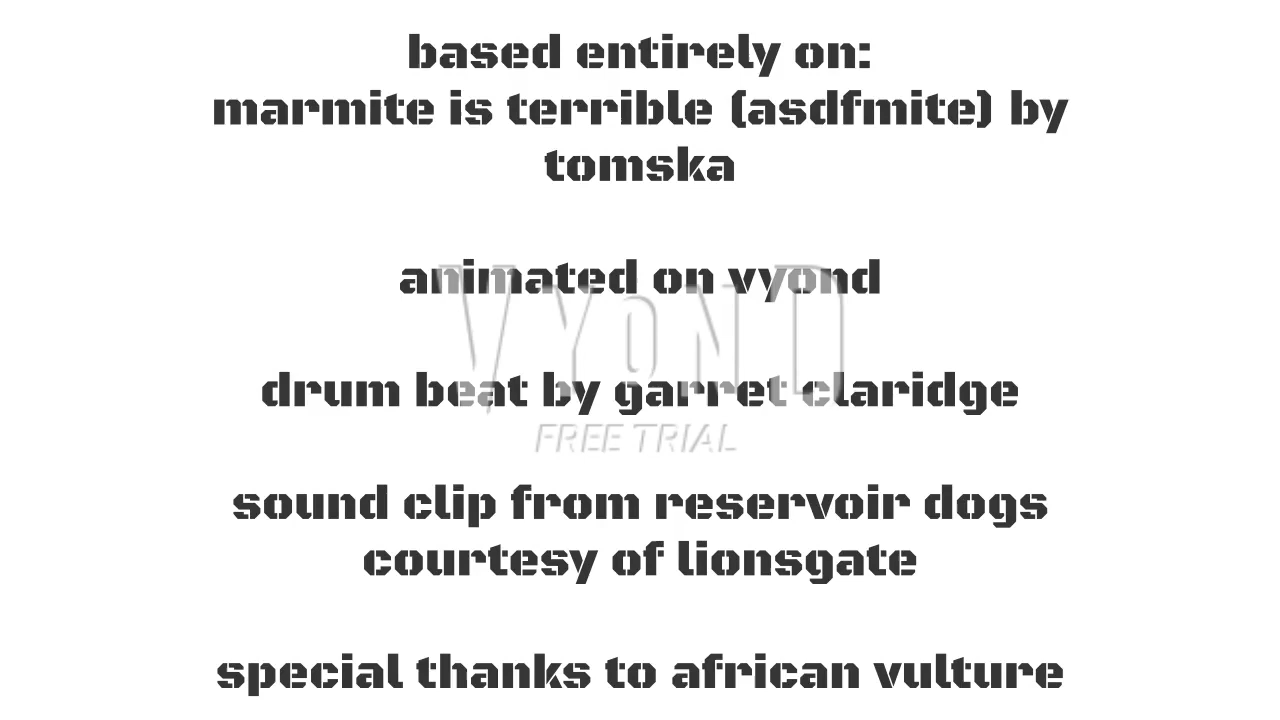 based entirely on:
marmite is terrible (asdfmite) by
tomska
animated on vyond
VYOND
drum beat by garret claridge
FREE TRIAL
sound clip from reservoir dogs
courtesy of lionsgate
special thanks to african vulture